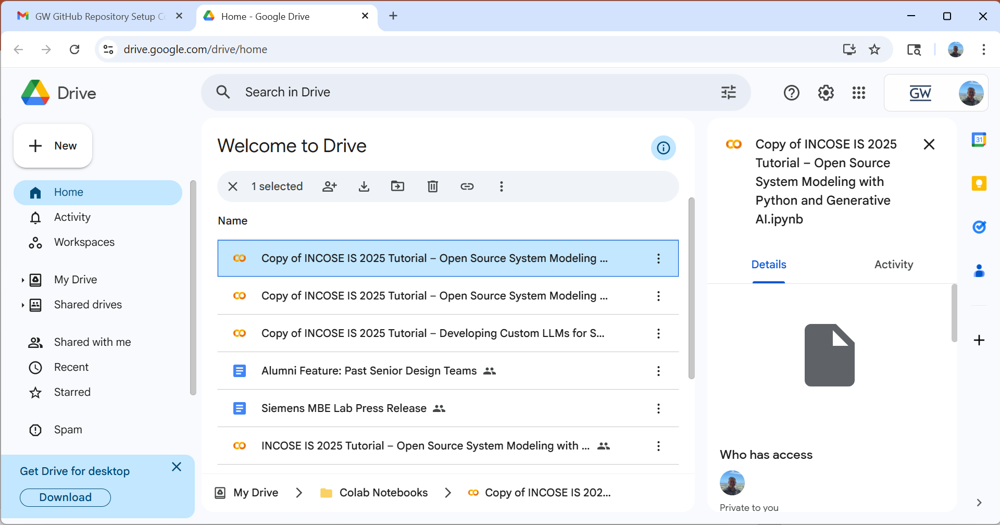 GW GitHub Repository Setup C
Home - Google Drive
drive.google.com/drive/home
Drive
Search in Drive
GW
New
Home
Activity
Workspaces
My Drive
Shared drives
Shared with me
Recent
Starred
Spam
Get Drive for desktop
Download
Welcome to Drive
1 selected
Name
Copy of INCOSE IS 2025 Tutorial – Open Source System Modeling ...
Copy of INCOSE IS 2025 Tutorial – Open Source System Modeling ...
Copy of INCOSE IS 2025 Tutorial – Developing Custom LLMs for S...
Alumni Feature: Past Senior Design Teams
Siemens MBE Lab Press Release
INCOSE IS 2025 Tutorial – Open Source System Modeling with ...
My Drive
Colab Notebooks
Copy of INCOSE IS 202...
Copy of INCOSE IS 2025
Tutorial – Open Source
System Modeling with
Python and Generative
AI.ipynb
Details
Activity
Who has access
Private to you
31